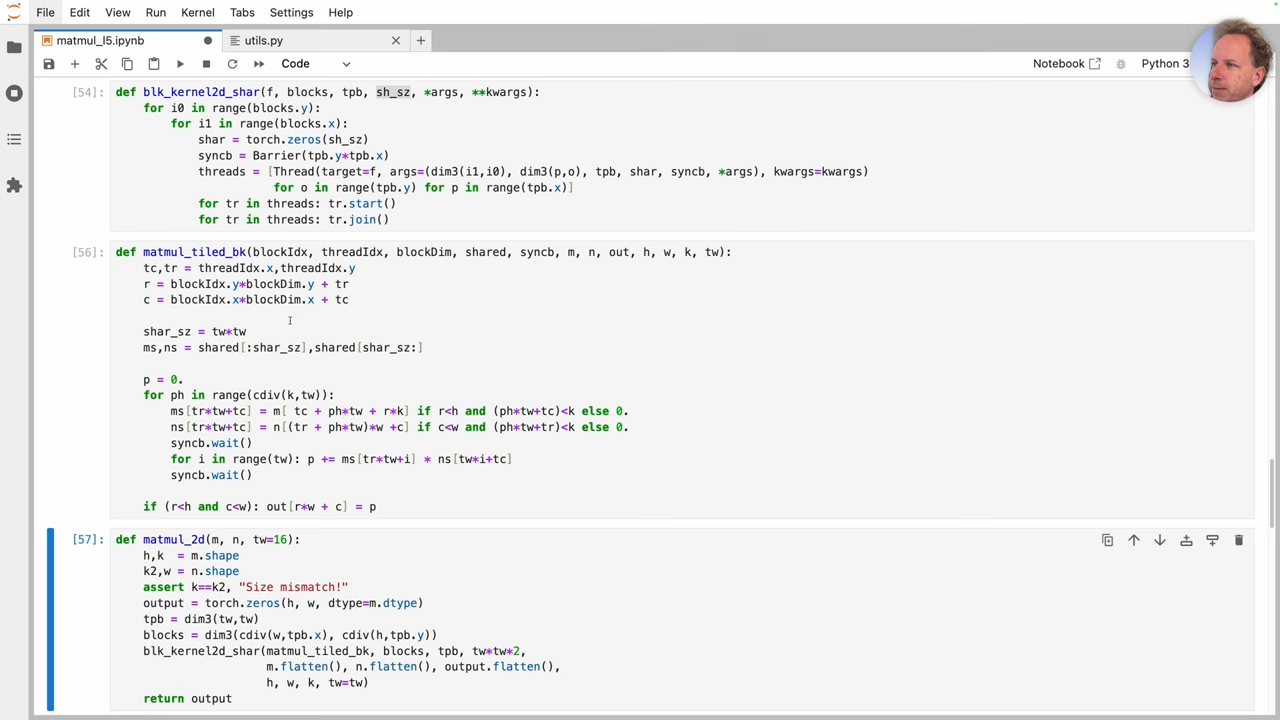 File Edit View Run Kernel Tabs Settings Help
matmul_l5.ipynb utils.py
Code Notebook Python 3
[54]: def blk_kernel2d_shar(f, blocks, tpb, sh_sz, *args, **kwargs):
for i0 in range(blocks.y):
for i1 in range(blocks.x):
shar = torch.zeros(sh_sz)
syncb = Barrier(tpb.y*tpb.x)
threads = [Thread(target=f, args=(dim3(i1,i0), dim3(p,o), tpb, shar, syncb, *args), kwargs=kwargs)
for o in range(tpb.y) for p in range(tpb.x)]
for tr in threads: tr.start()
for tr in threads: tr.join()
[56]: def matmul_tiled_bk(blockIdx, threadIdx, blockDim, shared, syncb, m, n, out, h, w, k, tw):
tc,tr = threadIdx.x,threadIdx.y
r = blockIdx.y*blockDim.y + tr
c = blockIdx.x*blockDim.x + tc
shar_sz = tw*tw
ms,ns = shared[:shar_sz],shared[shar_sz:]
p = 0.
for ph in range(cdiv(k,tw)):
ms[tr*tw+tc] = m[ tc + ph*tw + r*k] if r<h and (ph*tw+tc)<k else 0.
ns[tr*tw+tc] = n[(tr + ph*tw)*w +c] if c<w and (ph*tw+tr)<k else 0.
syncb.wait()
for i in range(tw): p += ms[tr*tw+i] * ns[tw*i+tc]
syncb.wait()
if (r<h and c<w): out[r*w + c] = p
[57]: def matmul_2d(m, n, tw=16):
h,k = m.shape
k2,w = n.shape
assert k==k2, "Size mismatch!"
output = torch.zeros(h, w, dtype=m.dtype)
tpb = dim3(tw,tw)
blocks = dim3(cdiv(w,tpb.x), cdiv(h,tpb.y))
blk_kernel2d_shar(matmul_tiled_bk, blocks, tpb, tw*tw*2,
m.flatten(), n.flatten(), output.flatten(),
h, w, k, tw=tw)
return output